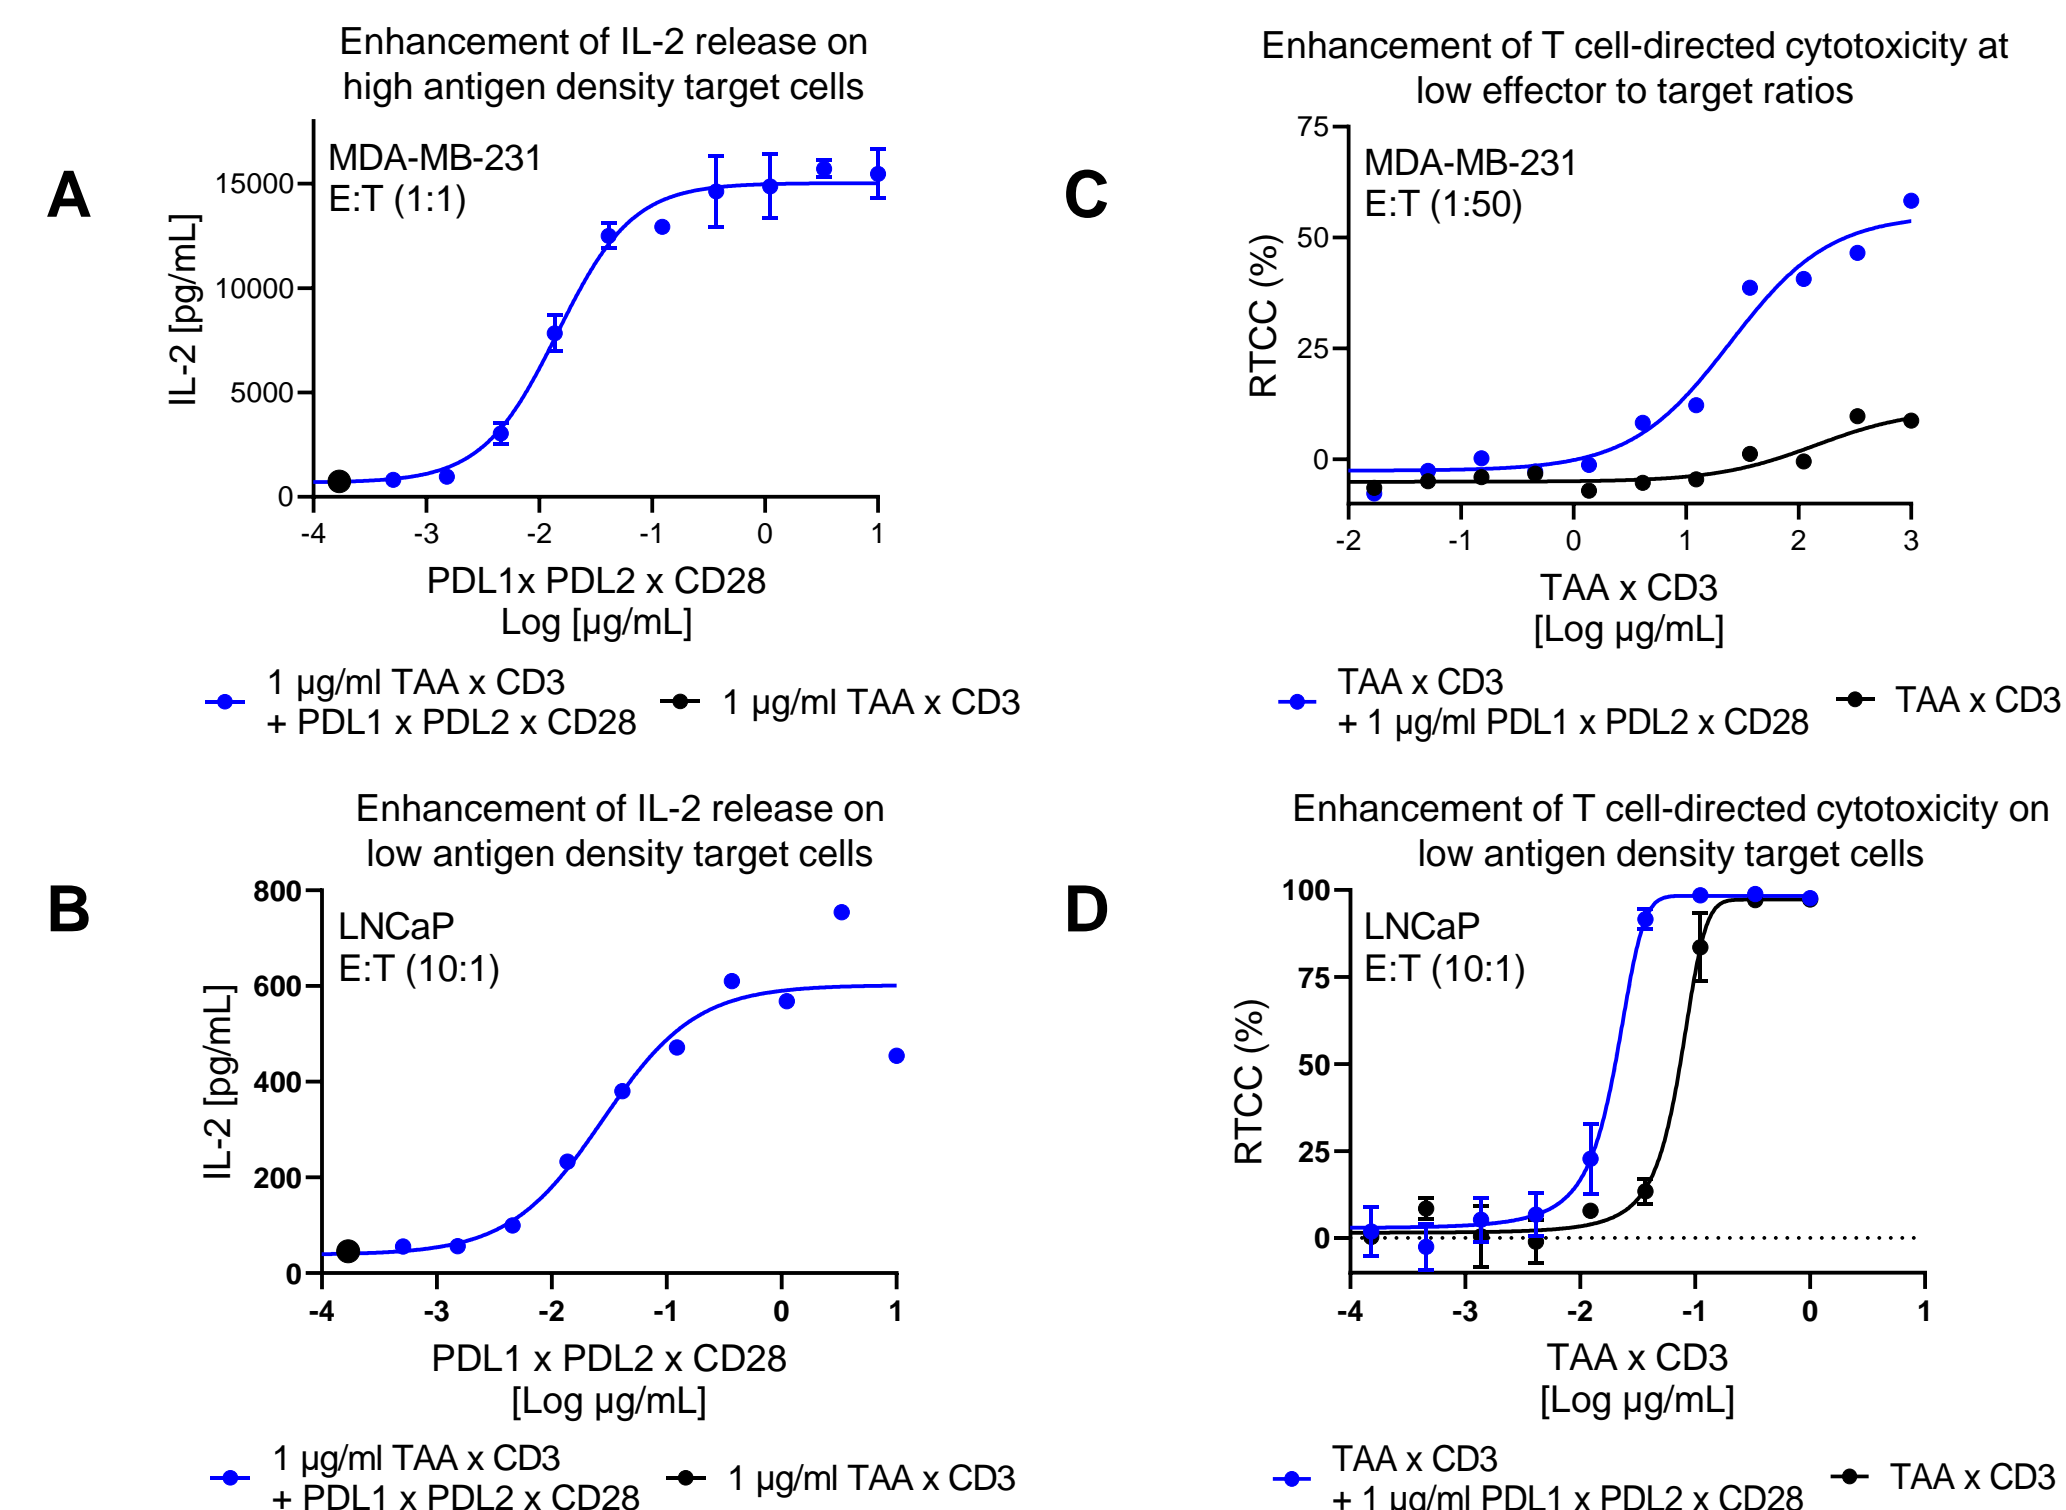 Enhancement of IL-2 release on
high antigen density target cells
A
MDA-MB-231
E:T (1:1)
IL-2 [pg/mL]
15000
10000
5000
0
-4 -3 -2 -1 0 1
PDL1x PDL2 x CD28
Log [µg/mL]
1 µg/ml TAA x CD3
+ PDL1 x PDL2 x CD28
1 µg/ml TAA x CD3
Enhancement of T cell-directed cytotoxicity at
low effector to target ratios
C
MDA-MB-231
E:T (1:50)
RTCC (%)
75
50
25
0
-2 -1 0 1 2 3
TAA x CD3
[Log µg/mL]
TAA x CD3
+ 1 µg/ml PDL1 x PDL2 x CD28
TAA x CD3
Enhancement of IL-2 release on
low antigen density target cells
B
LNCaP
E:T (10:1)
IL-2 [pg/mL]
800
600
400
200
0
-4 -3 -2 -1 0 1
PDL1 x PDL2 x CD28
[Log µg/mL]
1 µg/ml TAA x CD3
+ PDL1 x PDL2 x CD28
1 µg/ml TAA x CD3
Enhancement of T cell-directed cytotoxicity on
low antigen density target cells
D
LNCaP
E:T (10:1)
RTCC (%)
100
75
50
25
0
-4 -3 -2 -1 0 1
TAA x CD3
[Log µg/mL]
TAA x CD3
+ 1 µg/ml PDL1 x PDL2 x CD28
TAA x CD3